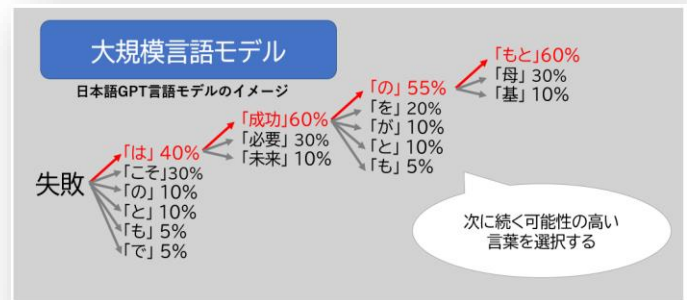 大規模言語モデル
日本語GPT言語モデルのイメージ
失敗
「は」 40%
「こそ」30%
「の」 10%
「と」 10%
「も」 5%
「で」 5%
「成功」60%
「必要」 30%
「未来」 10%
「の」 55%
「を」 20%
「が」 10%
「と」 10%
「も」 5%
「もと」60%
「母」 30%
「基」 10%
次に続く可能性の高い
言葉を選択する